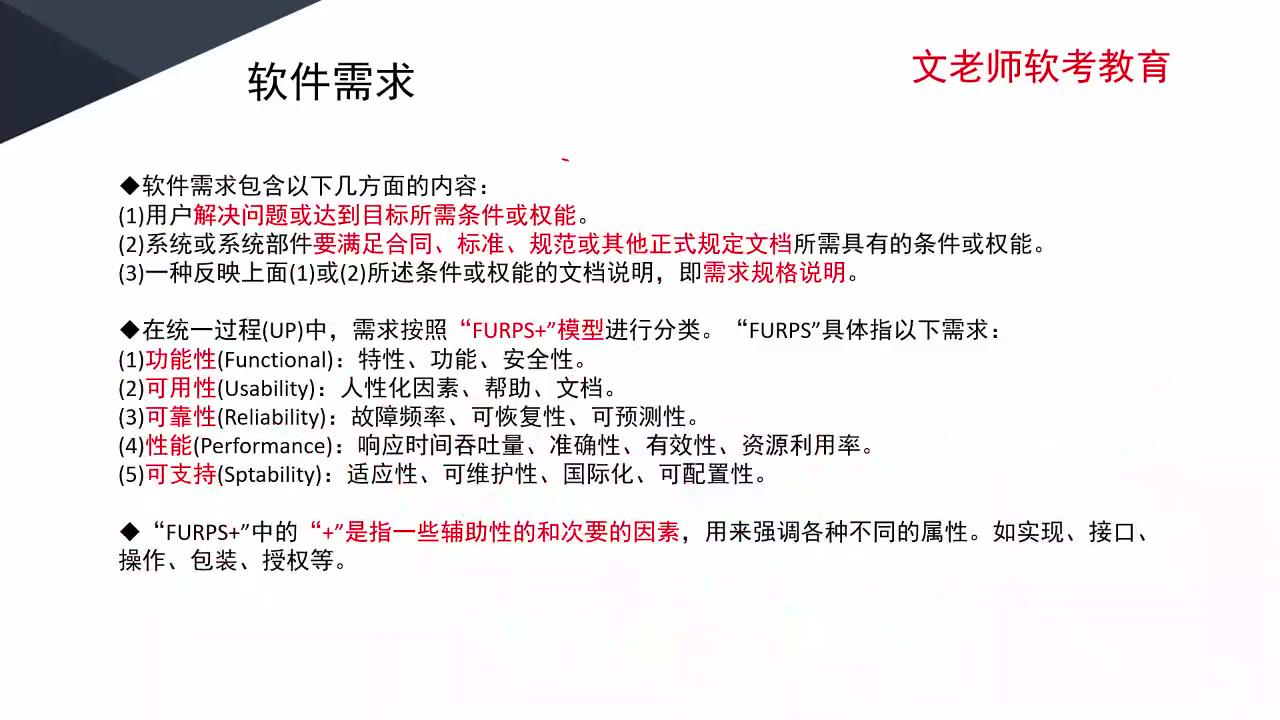 软件需求
文老师软考教育
◆软件需求包含以下几方面的内容：
(1)用户解决问题或达到目标所需条件或权能。
(2)系统或系统部件要满足合同、标准、规范或其他正式规定文档所需具有的条件或权能。
(3)一种反映上面(1)或(2)所述条件或权能的文档说明，即需求规格说明。
◆在统一过程(UP)中，需求按照“FURPS+”模型进行分类。“FURPS”具体指以下需求：
(1)功能性(Functional)：特性、功能、安全性。
(2)可用性(Usability)：人性化因素、帮助、文档。
(3)可靠性(Reliability)：故障频率、可恢复性、可预测性。
(4)性能(Performance)：响应时间吞吐量、准确性、有效性、资源利用率。
(5)可支持(Sptability)：适应性、可维护性、国际化、可配置性。
◆“FURPS+”中的“+”是指一些辅助性的和次要的因素，用来强调各种不同的属性。如实现、接口、
操作、包装、授权等。